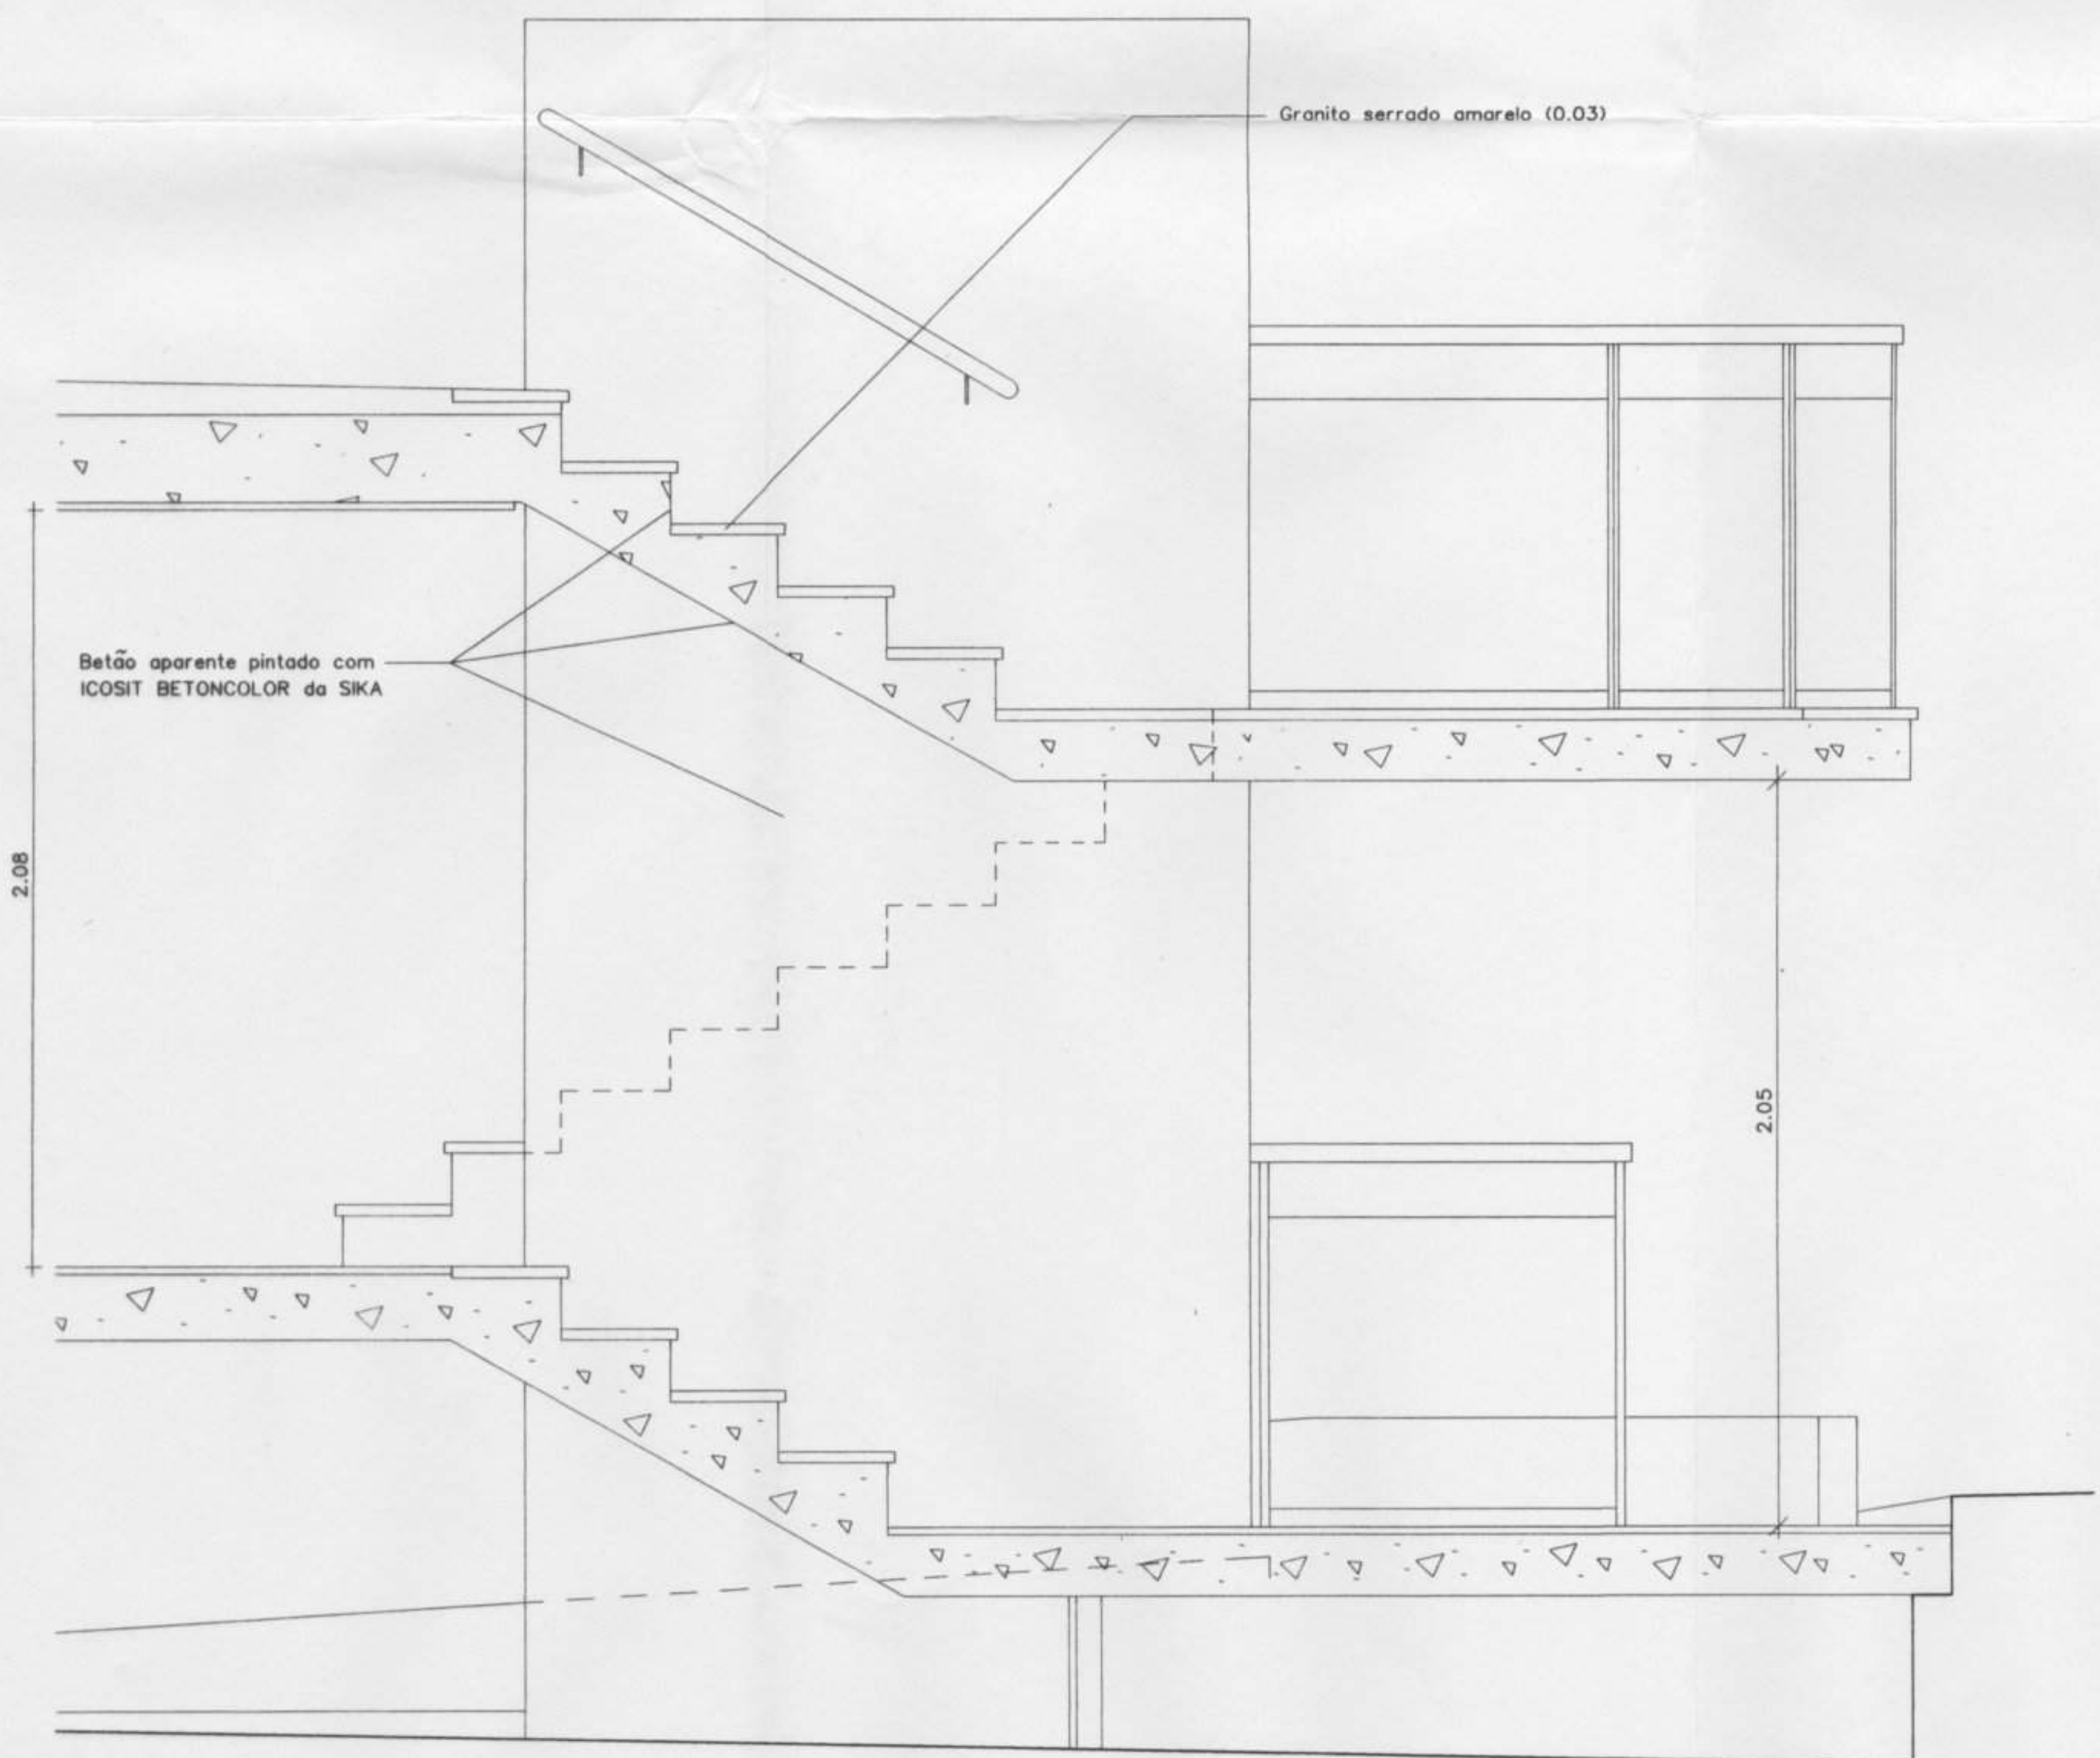 Granito serrado amarelo (0.03)
Betão aparente pintado com
ICOSIT BETONCOLOR da SIKA
2.08
2.05